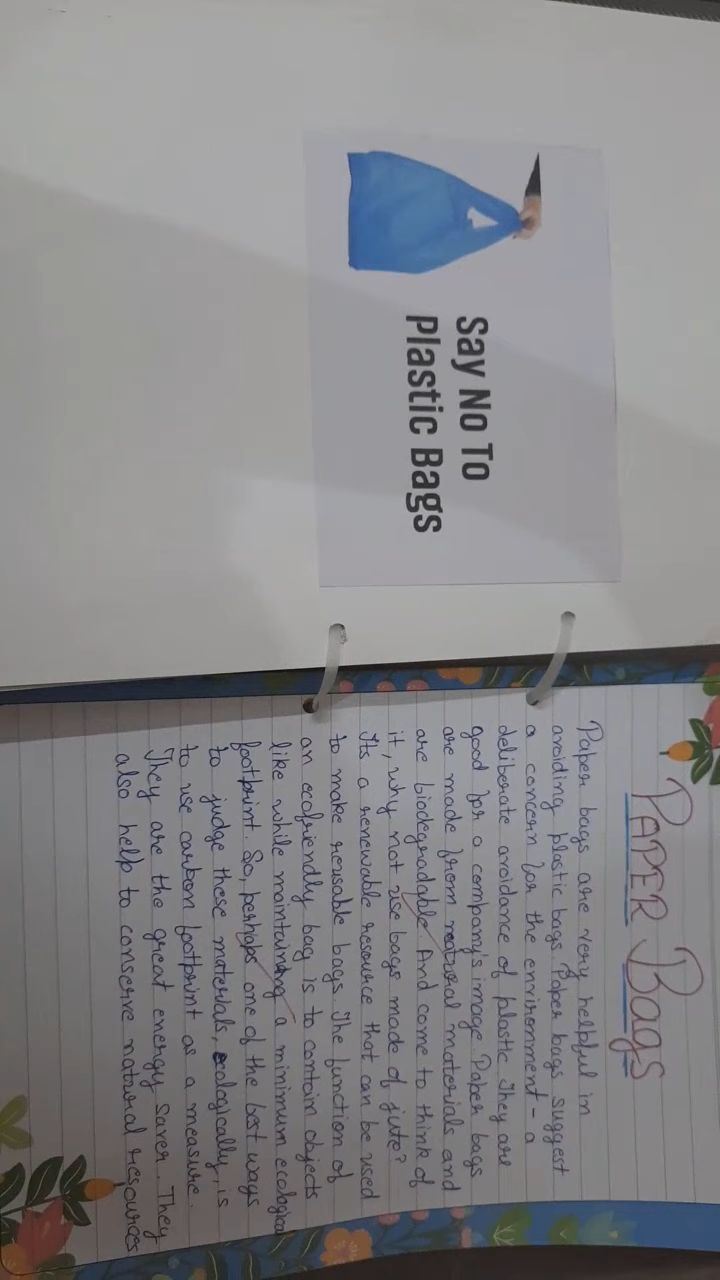 Say No To
Plastic Bags
PAPER Bags
Paper bags are very helpful in
avoiding plastic bags. Paper bags suggest
a concern for the environment - a
deliberate avoidance of plastic They are
good for a company's image Paper bags
are made from natural materials and
are biodegradable And come to think of
it, why not use bags made of jute?
Its a renewable resource that can be used
to make reusable bags. The function of
an ecofriendly bag is to contain objects
like while maintaining a minimum ecological
footprint. So, perhaps one of the best ways
to judge these materials, ecologically, is
to use carbon footprint as a measure.
They are the great energy saver. They
also help to conserve natural resources